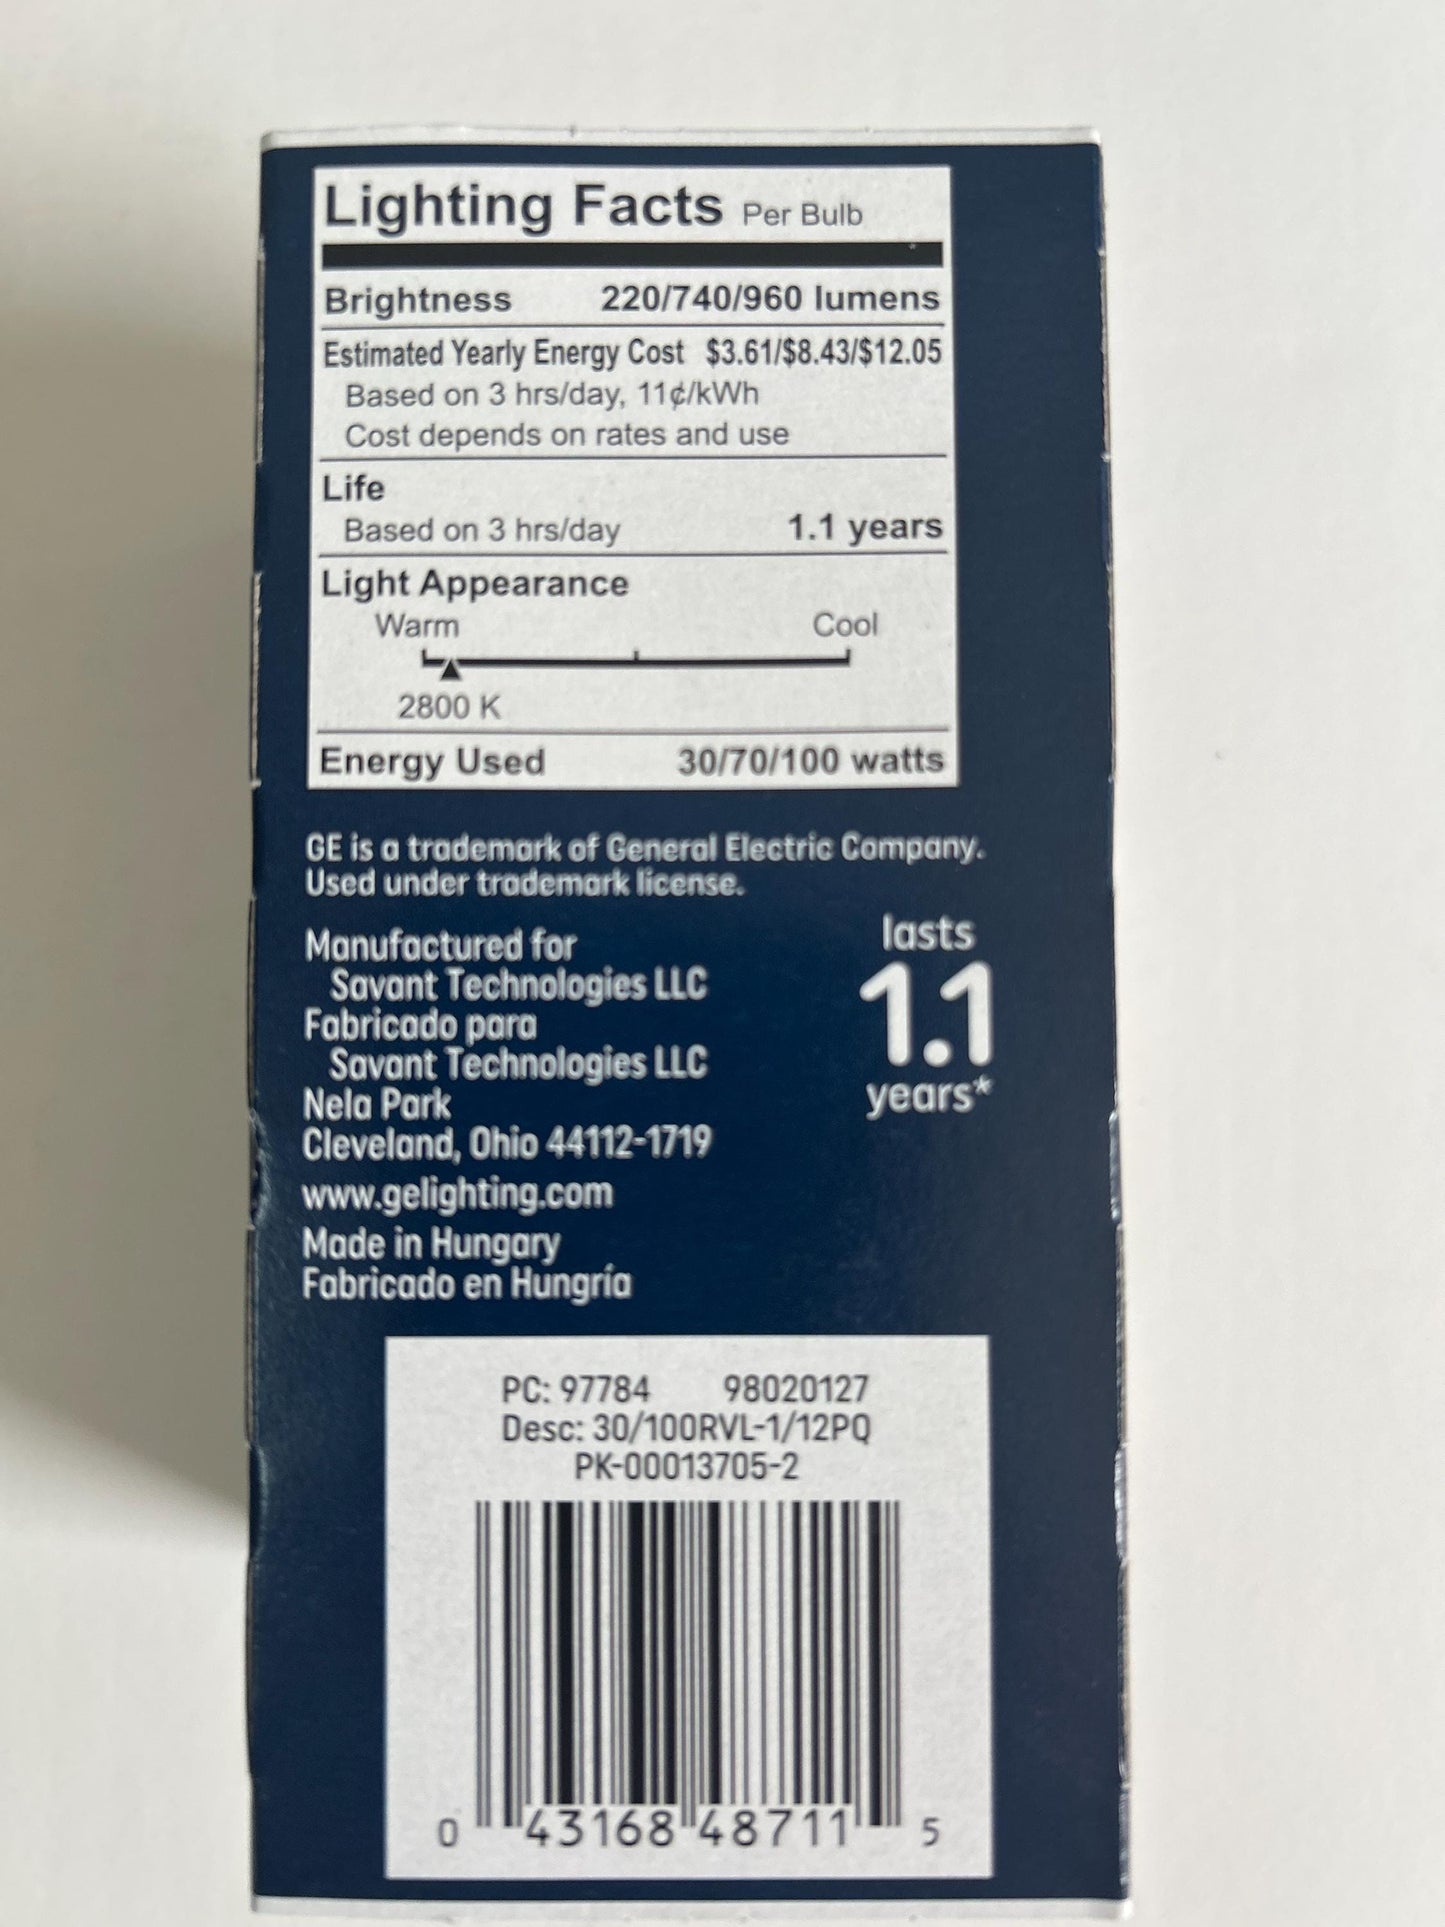 Lighting Facts Per Bulb
Brightness 220/740/960 lumens
Estimated Yearly Energy Cost $3.61/$8.43/$12.05
Based on 3 hrs/day, 11¢/kWh
Cost depends on rates and use
Life
Based on 3 hrs/day 1.1 years
Light Appearance
Warm Cool
2800 K
Energy Used 30/70/100 watts
GE is a trademark of General Electric Company.
Used under trademark license.
Manufactured for
Savant Technologies LLC
Fabricado para
Savant Technologies LLC
Nela Park
Cleveland, Ohio 44112-1719
www.gelighting.com
Made in Hungary
Fabricado en Hungría
lasts
1.1
years*
PC: 97784 98020127
Desc: 30/100RVL-1/12PQ
PK-00013705-2
0 43168 48711 5